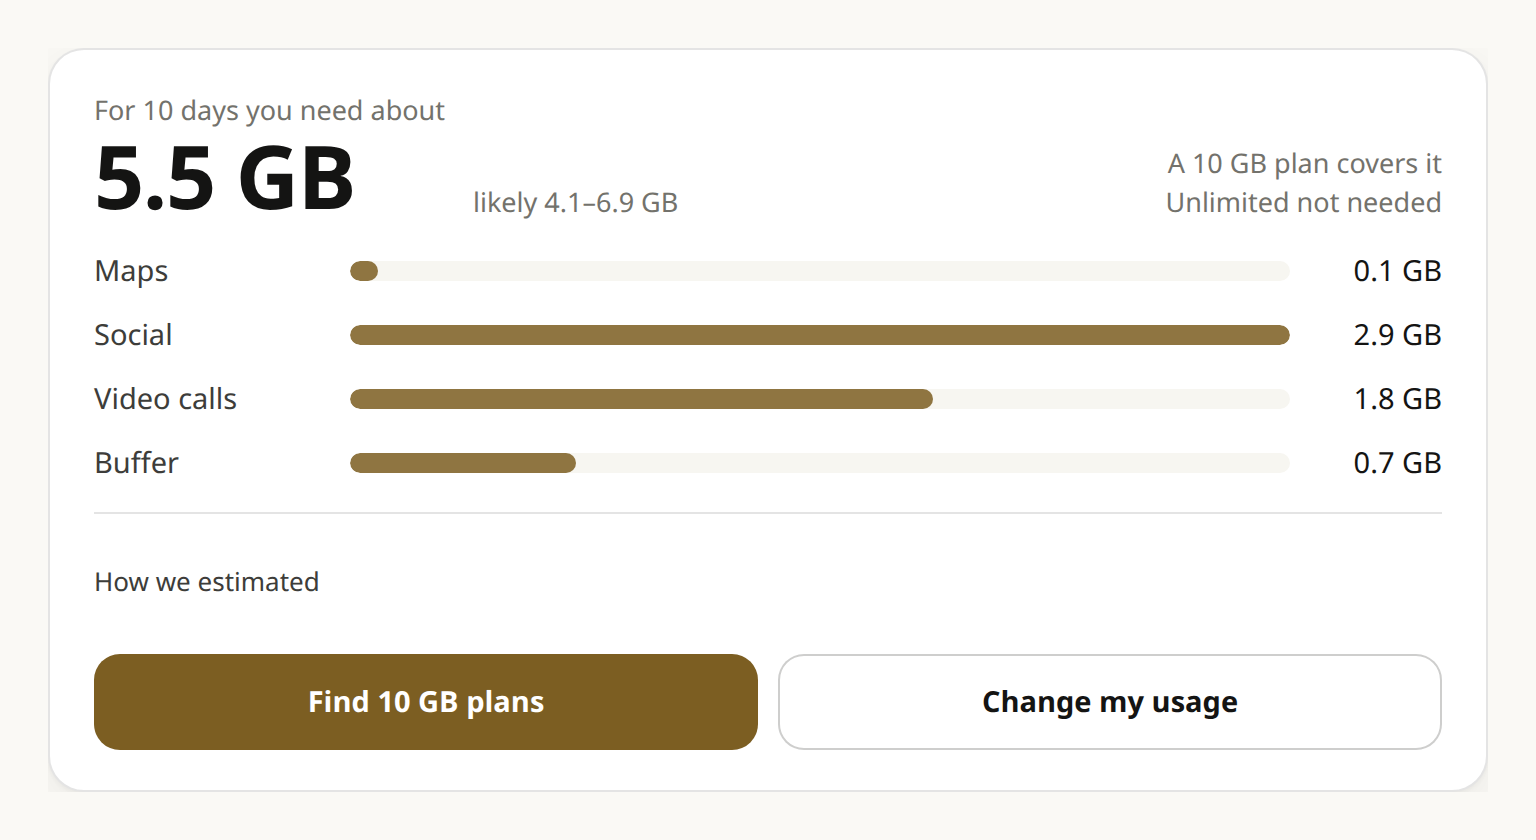 For 10 days you need about
5.5 GB
likely 4.1–6.9 GB
A 10 GB plan covers it
Unlimited not needed
Maps 0.1 GB
Social 2.9 GB
Video calls 1.8 GB
Buffer 0.7 GB
How we estimated
Find 10 GB plans
Change my usage